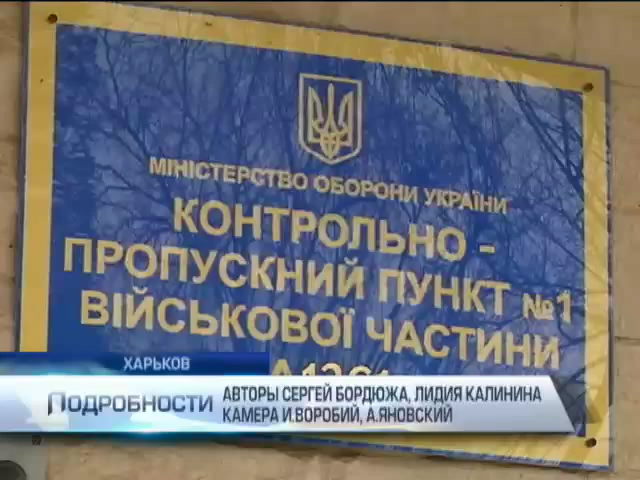 МІНІСТЕРСТВО ОБОРОНИ УКРАЇНИ
КОНТРОЛЬНО -
ПРОПУСКНИЙ ПУНКТ №1
ВІЙСЬКОВОЇ ЧАСТИНИ
ХАРЬКОВ
ПОДРОБНОСТИ
АВТОРЫ СЕРГЕЙ БОРДЮЖА, ЛИДИЯ КАЛИНИНА
КАМЕРА И.ВОРОБИЙ, А.ЯНОВСКИЙ